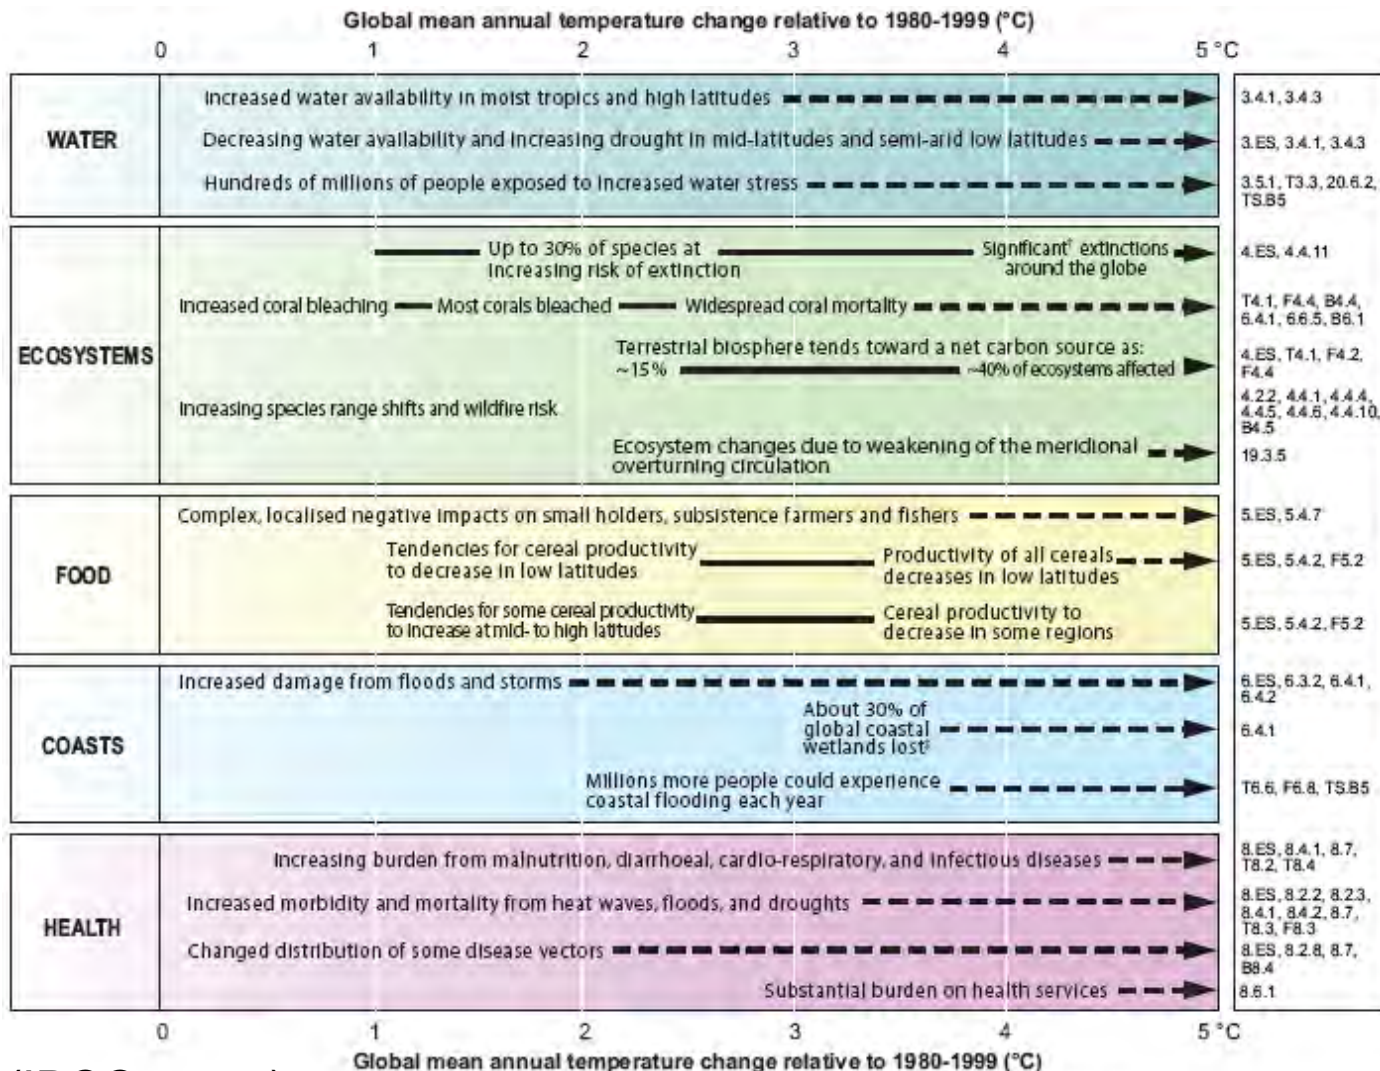 Global mean annual temperature change relative to 1980-1999 (°C)
0 1 2 3 4 5 °C
WATER
Increased water availability in moist tropics and high latitudes
3.4.1, 3.4.3
Decreasing water availability and increasing drought in mid-latitudes and semi-arid low latitudes
3.ES, 3.4.1, 3.4.3
Hundreds of millions of people exposed to increased water stress
3.5.1, T3.3, 20.6.2,
TS.B5
ECOSYSTEMS
Up to 30% of species at
increasing risk of extinction
Significant† extinctions
around the globe
4.ES, 4.4.11
Increased coral bleaching
Most corals bleached
Widespread coral mortality
T4.1, F4.4, B4.4,
6.4.1, 6.6.5, B6.1
Terrestrial biosphere tends toward a net carbon source as:
~15%
~40% of ecosystems affected
4.ES, T4.1, F4.2,
F4.4
Increasing species range shifts and wildfire risk
4.2.2, 4.4.1, 4.4.4,
4.4.5, 4.4.6, 4.4.10,
B4.5
Ecosystem changes due to weakening of the meridional
overturning circulation
19.3.5
FOOD
Complex, localised negative impacts on small holders, subsistence farmers and fishers
5.ES, 5.4.7
Tendencies for cereal productivity
to decrease in low latitudes
Productivity of all cereals
decreases in low latitudes
5.ES, 5.4.2, F5.2
Tendencies for some cereal productivity
to increase at mid- to high latitudes
Cereal productivity to
decrease in some regions
5.ES, 5.4.2, F5.2
COASTS
Increased damage from floods and storms
6.ES, 6.3.2, 6.4.1,
6.4.2
About 30% of
global coastal
wetlands lost‡
6.4.1
Millions more people could experience
coastal flooding each year
T6.6, F6.8, TS.B5
HEALTH
Increasing burden from malnutrition, diarrhoeal, cardio-respiratory, and infectious diseases
8.ES, 8.4.1, 8.7,
T8.2, T8.4
Increased morbidity and mortality from heat waves, floods, and droughts
8.ES, 8.2.2, 8.2.3,
8.4.1, 8.4.2, 8.7,
T8.3, F8.3
Changed distribution of some disease vectors
8.ES, 8.2.8, 8.7,
B8.4
Substantial burden on health services
8.6.1
0 1 2 3 4 5 °C
Global mean annual temperature change relative to 1980-1999 (°C)